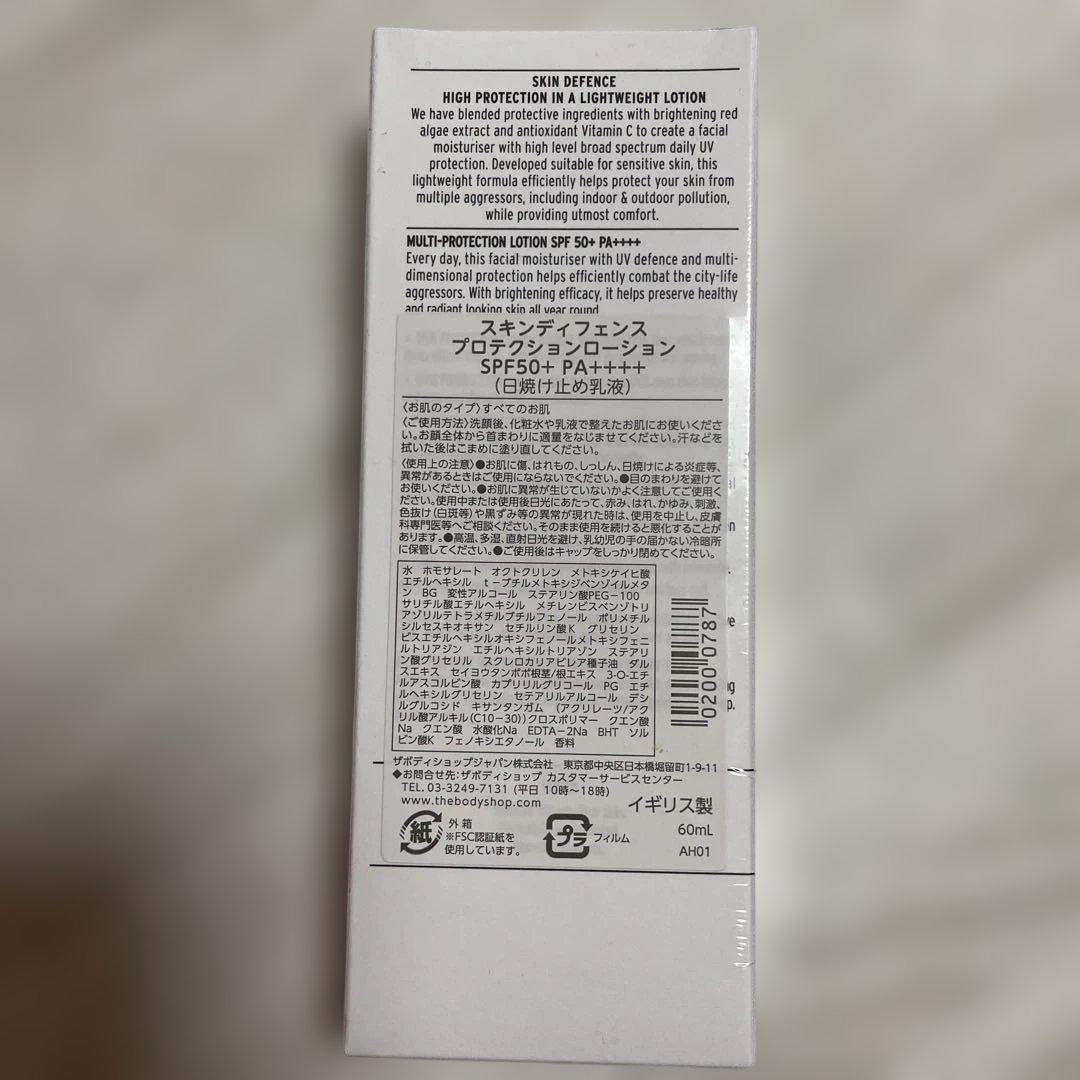 SKIN DEFENCE
HIGH PROTECTION IN A LIGHTWEIGHT LOTION
We have blended protective ingredients with brightening red
algae extract and antioxidant Vitamin C to create a facial
moisturiser with high level broad spectrum daily UV
protection. Developed suitable for sensitive skin, this
lightweight formula efficiently helps protect your skin from
multiple aggressors, including indoor & outdoor pollution,
while providing utmost comfort.
MULTI-PROTECTION LOTION SPF 50+ PA++++
Every day, this facial moisturiser with UV defence and multi-
dimensional protection helps efficiently combat the city-life
aggressors. With brightening efficacy, it helps preserve healthy
and radiant looking skin all year round
スキンディフェンス
プロテクションローション
SPF50+ PA++++
(日焼け止め乳液)
〈お肌のタイプ〉すべてのお肌
〈ご使用方法〉洗顔後、化粧水や乳液で整えたお肌にお使いくださ
い。お顔全体から首まわりに適量をなじませてください。汗などを
拭いた後はこまめに塗り直してください。
〈使用上の注意〉●お肌に傷、はれもの、しっしん、日焼けによる炎症等、
異常があるときはご使用にならないでください。●目のまわりを避けて
お使いください。●お肌に異常が生じていないかよく注意してご使用く
ださい。使用中または使用後日光にあたって、赤み、はれ、かゆみ、刺激、
色抜け(白斑等)や黒ずみ等の異常が現れた時は、使用を中止し、皮膚
科専門医等へご相談ください。そのまま使用を続けると悪化することが
あります。●高温、多湿、直射日光を避け、乳幼児の手の届かない冷暗所
に保管してください。●ご使用後はキャップをしっかり閉めてください。
水 ホモサレート オクトクリレン メトキシケイヒ酸
エチルヘキシル t-ブチルメトキシジベンゾイルメタ
ン BG 変性アルコール ステアリン酸PEG-100
サリチル酸エチルヘキシル メチレンビスベンゾトリ
アゾリルテトラメチルブチルフェノール ポリメチル
シルセスキオキサン セチルリン酸K グリセリン
ビスエチルヘキシルオキシフェノールメトキシフェニ
ルトリアジン エチルヘキシルトリアゾン ステアリ
ン酸グリセリル スクレロカリアビレア種子油 ダル
スエキス セイヨウタンポポ根茎/根エキス 3-O-エチ
ルアスコルビン酸 カプリリルグリコール PG エチ
ルヘキシルグリセリン セテアリルアルコール デシ
ルグルコシド キサンタンガム (アクリレーツ/アク
リル酸アルキル(C10-30))クロスポリマー クエン酸
Na クエン酸 水酸化Na EDTA-2Na BHT ソル
ビン酸K フェノキシエタノール 香料
02000787
ザボディショップジャパン株式会社 東京都中央区日本橋堀留町1-9-11
◆お問合せ先:ザボディショップ カスタマーサービスセンター
TEL. 03-3249-7131 (平日 10時~18時)
www.thebodyshop.com
イギリス製
紙 外箱
※FSC認証紙を
使用しています。
プラ フィルム
60mL
AH01